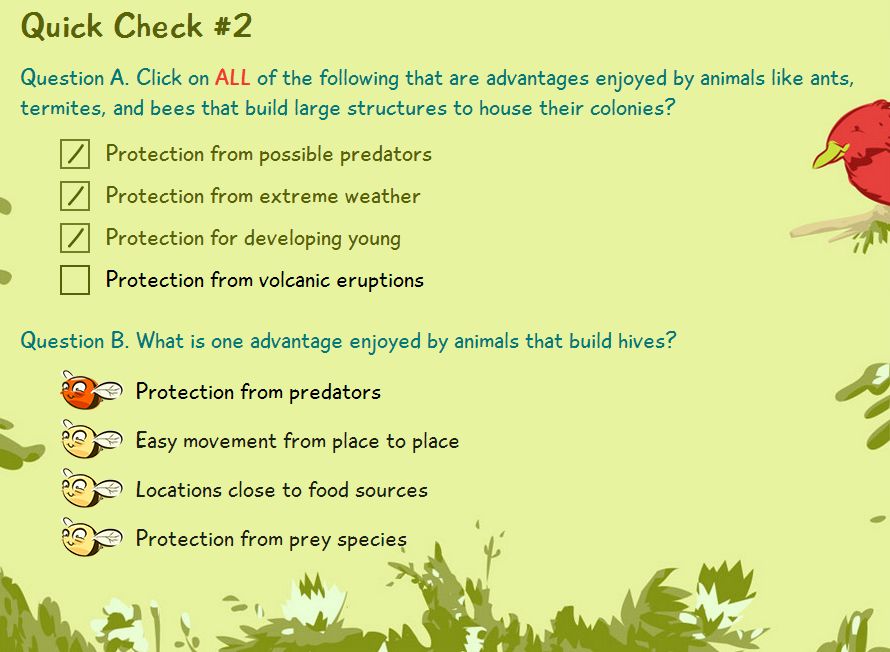 Quick Check #2
Question A. Click on ALL of the following that are advantages enjoyed by animals like ants,
termites, and bees that build large structures to house their colonies?
Protection from possible predators
Protection from extreme weather
Protection for developing young
Protection from volcanic eruptions
Question B. What is one advantage enjoyed by animals that build hives?
Protection from predators
Easy movement from place to place
Locations close to food sources
Protection from prey species